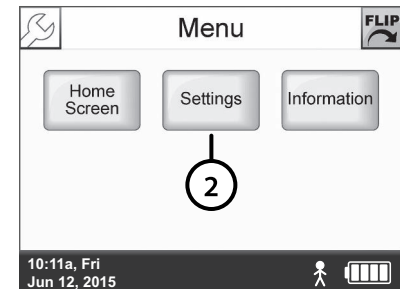 Menu
FLIP
Home
Screen
Settings
Information
2
10:11a, Fri
Jun 12, 2015